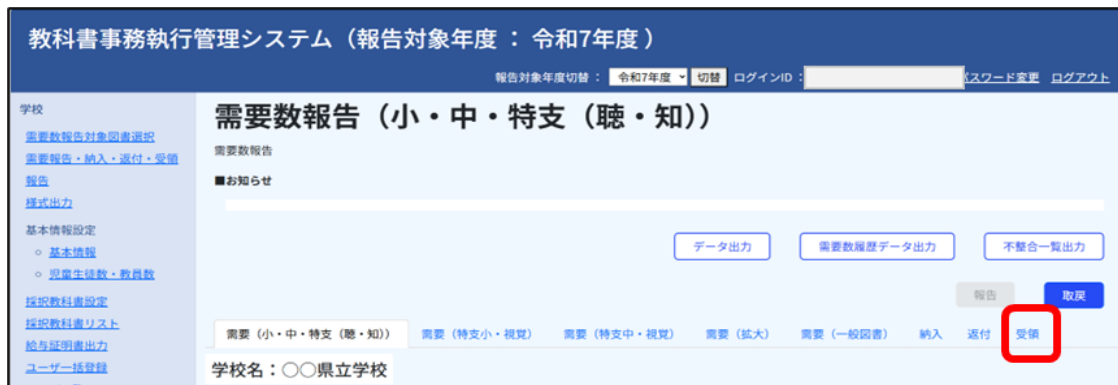 教科書事務執行管理システム（報告対象年度 ： 令和7年度 ）
報告対象年度切替 ： 令和7年度 切替 ログインID ： パスワード変更 ログアウト
学校
需要数報告対象図書選択
需要報告・納入・返付・受領
報告
様式出力
基本情報設定
基本情報
児童生徒数・教員数
採択教科書設定
採択教科書リスト
給与証明書出力
ユーザー括登録
需要数報告（小・中・特支（聴・知））
需要数報告
■お知らせ
データ出力 需要数履歴データ出力 不整合一覧出力
報告 取戻
需要（小・中・特支（聴・知）） 需要（特支小・視覚） 需要（特支中・視覚） 需要（拡大） 需要（一般図書） 納入 返付 受領
学校名：○○県立学校